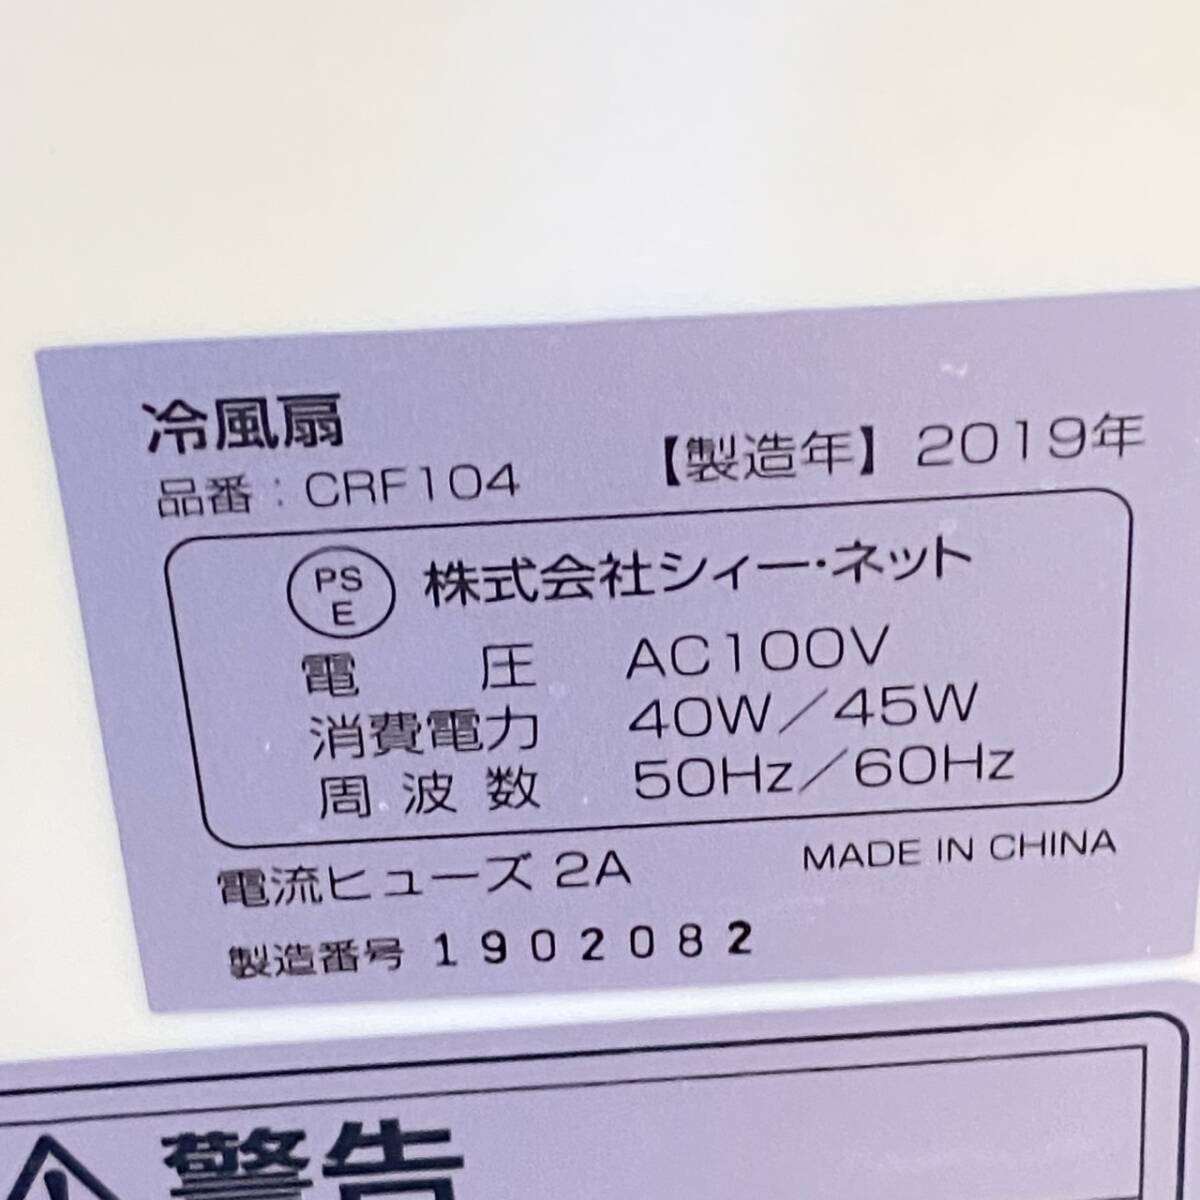 冷風扇
品番：CRF104 【製造年】2019年
PS
E
株式会社シィー・ネット
電圧 AC100V
消費電力 40W／45W
周波数 50Hz／60Hz
電流ヒューズ 2A MADE IN CHINA
製造番号 1902082
警告